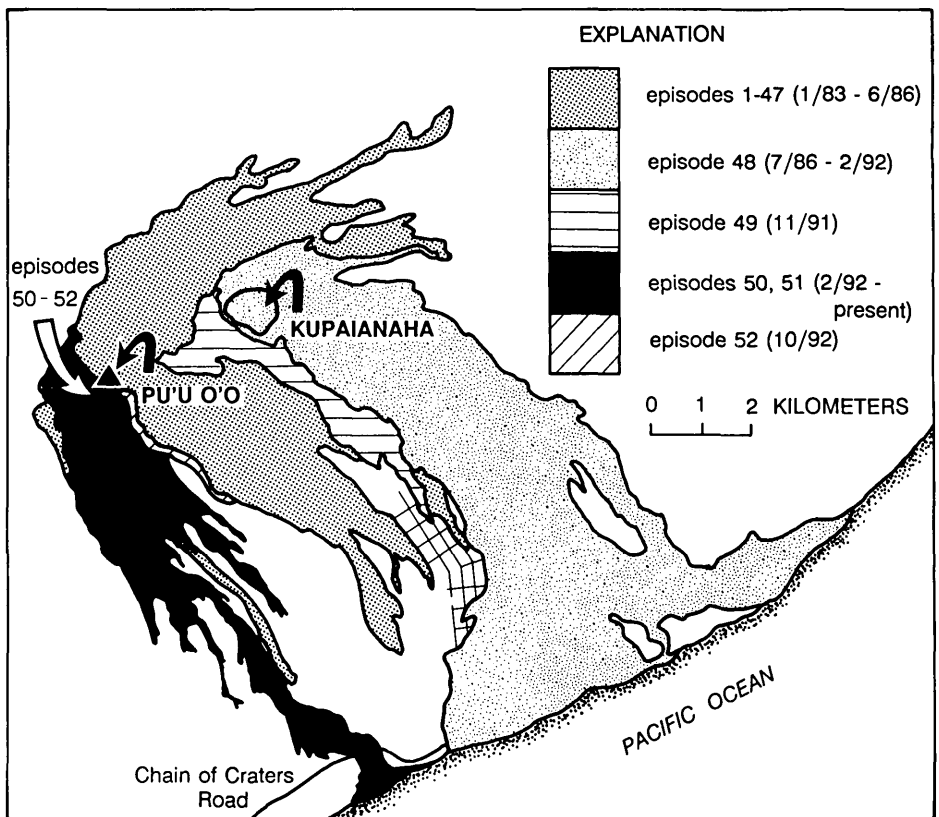 EXPLANATION
episodes 1-47 (1/83 - 6/86)
episode 48 (7/86 - 2/92)
episode 49 (11/91)
episodes 50, 51 (2/92 -
present)
episode 52 (10/92)
0 1 2 KILOMETERS
episodes
50 - 52
KUPAIANAHA
PU'U O'O
PACIFIC OCEAN
Chain of Craters
Road